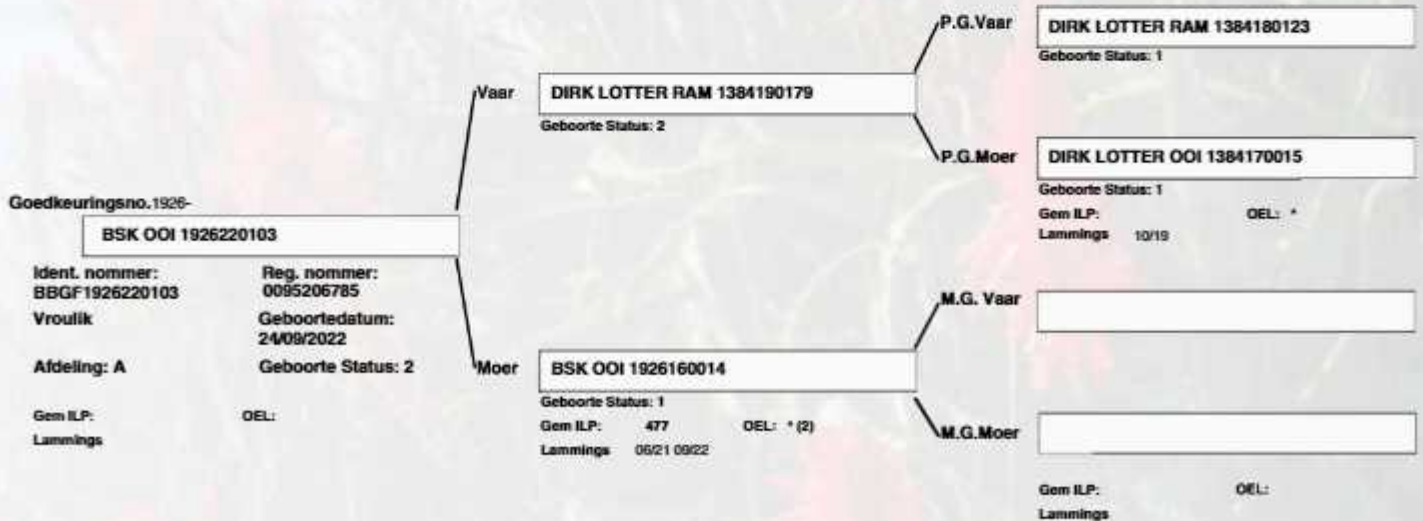 Goedkeuringsno.1926-
BSK OOI 1926220103
Ident. nommer:
BBGF1926220103
Reg. nommer:
0095206785
Vroulik
Geboortedatum:
24/09/2022
Afdeling: A
Geboorte Status: 2
Gem ILP: OEL:
Lammings
Vaar
DIRK LOTTER RAM 1384190179
Geboorte Status: 2
Moer
BSK OOI 1926160014
Geboorte Status: 1
Gem ILP: 477 OEL: * (2)
Lammings 06/21 09/22
P.G.Vaar
DIRK LOTTER RAM 1384180123
Geboorte Status: 1
P.G.Moer
DIRK LOTTER OOI 1384170015
Geboorte Status: 1
Gem ILP: OEL: *
Lammings 10/19
M.G. Vaar
M.G.Moer
Gem ILP: OEL:
Lammings